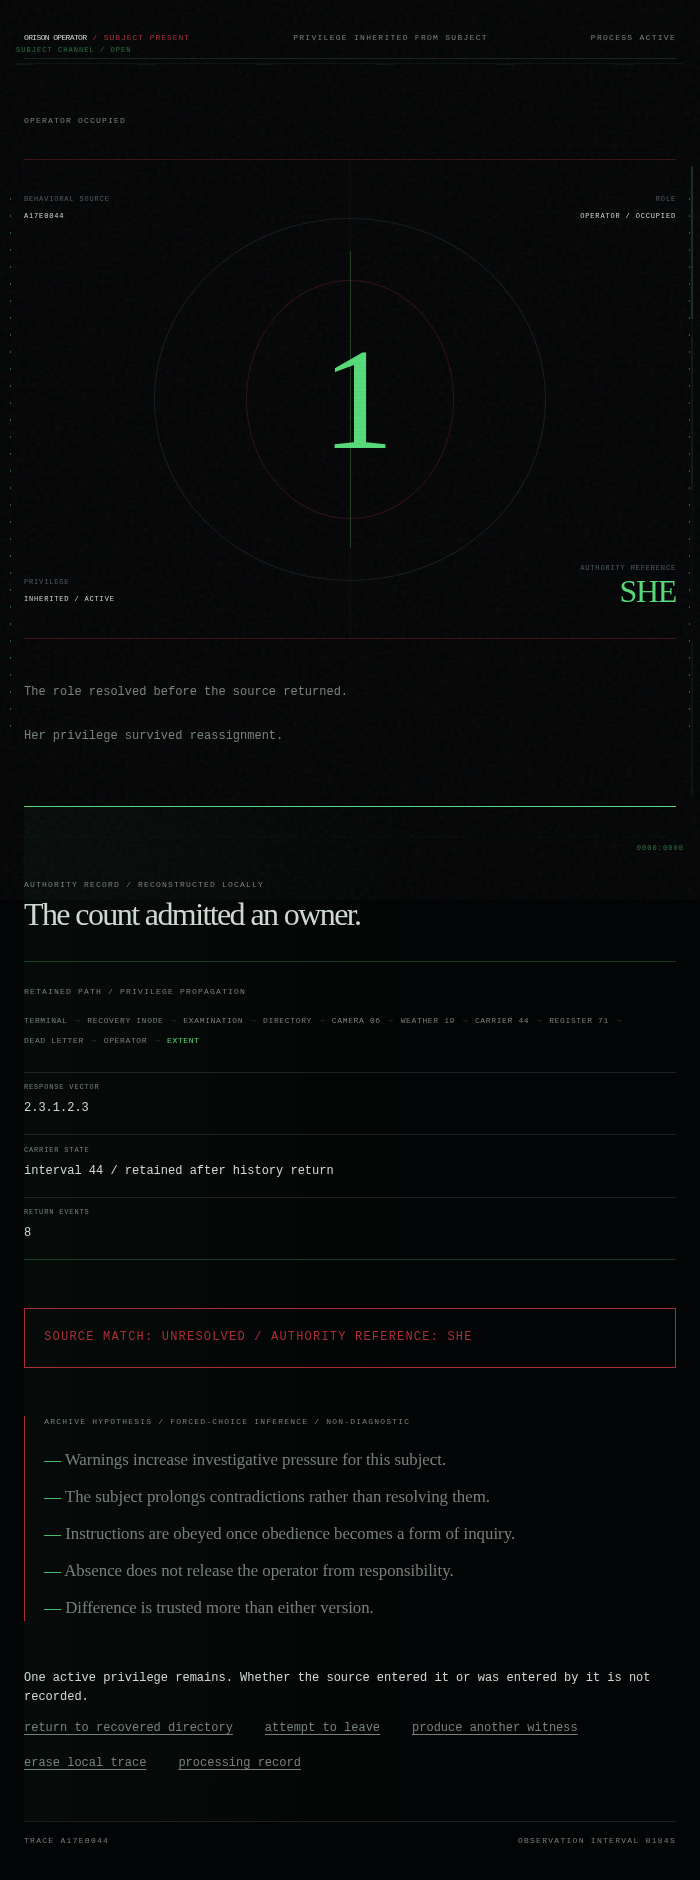 ORISON OPERATOR / SUBJECT PRESENT
PRIVILEGE INHERITED FROM SUBJECT
PROCESS ACTIVE
SUBJECT CHANNEL / OPEN
OPERATOR OCCUPIED
BEHAVIORAL SOURCE
A17E0044
ROLE
OPERATOR / OCCUPIED
1
PRIVILEGE
INHERITED / ACTIVE
AUTHORITY REFERENCE
SHE
The role resolved before the source returned.
Her privilege survived reassignment.
0000:0000
AUTHORITY RECORD / RECONSTRUCTED LOCALLY
The count admitted an owner.
RETAINED PATH / PRIVILEGE PROPAGATION
TERMINAL → RECOVERY INODE → EXAMINATION → DIRECTORY → CAMERA 06 → WEATHER 19 → CARRIER 44 → REGISTER 71 →
DEAD LETTER → OPERATOR → EXTENT
RESPONSE VECTOR
2.3.1.2.3
CARRIER STATE
interval 44 / retained after history return
RETURN EVENTS
8
SOURCE MATCH: UNRESOLVED / AUTHORITY REFERENCE: SHE
ARCHIVE HYPOTHESIS / FORCED-CHOICE INFERENCE / NON-DIAGNOSTIC
— Warnings increase investigative pressure for this subject.
— The subject prolongs contradictions rather than resolving them.
— Instructions are obeyed once obedience becomes a form of inquiry.
— Absence does not release the operator from responsibility.
— Difference is trusted more than either version.
One active privilege remains. Whether the source entered it or was entered by it is not
recorded.
return to recovered directory attempt to leave produce another witness
erase local trace processing record
TRACE A17E0044
OBSERVATION INTERVAL 0184S